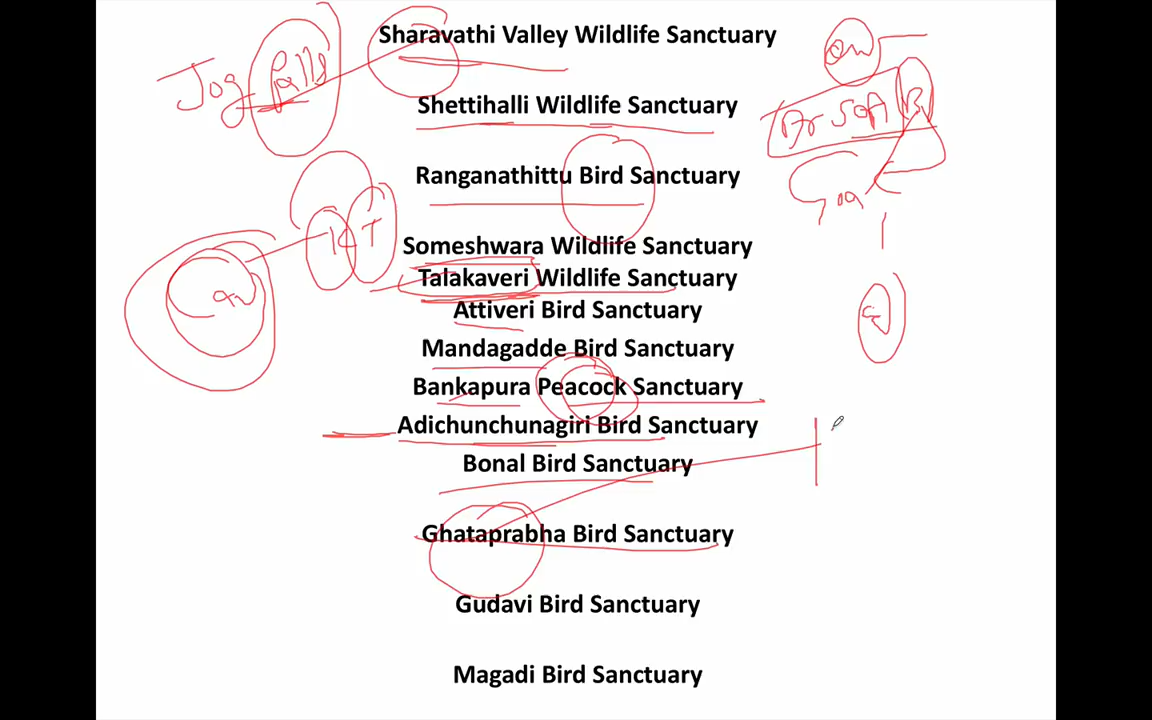 Sharavathi Valley Wildlife Sanctuary
Jog falls
Shettihalli Wildlife Sanctuary
Ranganathittu Bird Sanctuary
Someshwara Wildlife Sanctuary
Talakaveri Wildlife Sanctuary
Attiveri Bird Sanctuary
Mandagadde Bird Sanctuary
Bankapura Peacock Sanctuary
Adichunchunagiri Bird Sanctuary
Bonal Bird Sanctuary
Ghataprabha Bird Sanctuary
Gudavi Bird Sanctuary
Magadi Bird Sanctuary